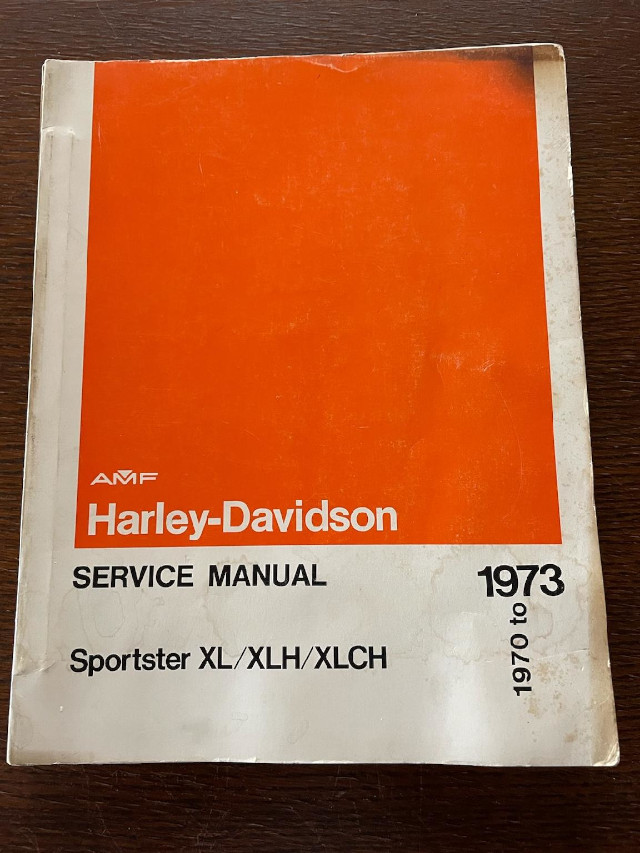 AMF
Harley-Davidson
SERVICE MANUAL
1970 to 1973
Sportster XL/XLH/XLCH